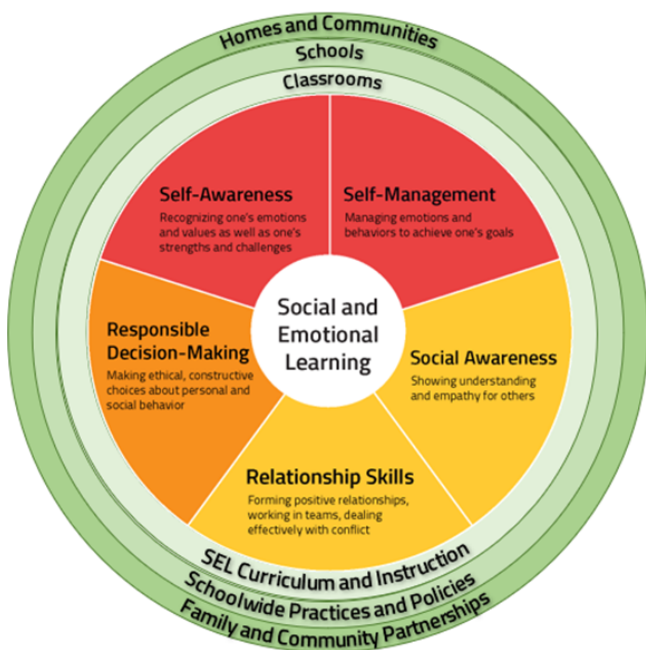 Homes and Communities
Schools
Classrooms
Self-Awareness
Recognizing one's emotions
and values as well as one's
strengths and challenges
Self-Management
Managing emotions and
behaviors to achieve one's goals
Social and
Emotional
Learning
Responsible
Decision-Making
Making ethical, constructive
choices about personal and
social behavior
Social Awareness
Showing understanding
and empathy for others
Relationship Skills
Forming positive relationships,
working in teams, dealing
effectively with conflict
SEL Curriculum and Instruction
Schoolwide Practices and Policies
Family and Community Partnerships